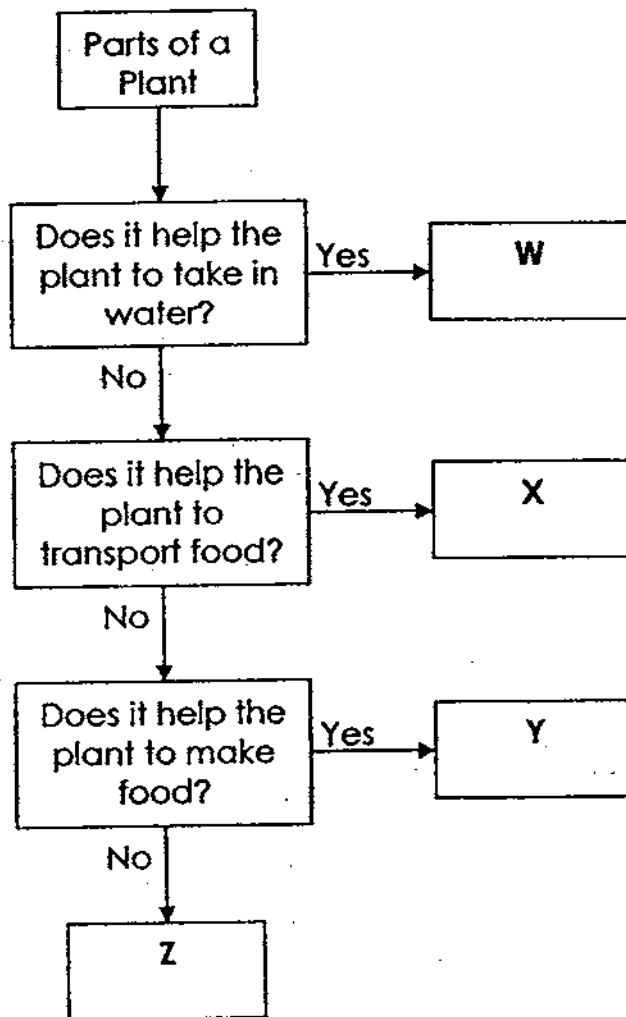 Parts of a
Plant
Does it help the
plant to take in
water?
Yes
W
No
Does it help the
plant to
transport food?
Yes
X
No
Does it help the
plant to make
food?
Yes
Y
No
Z